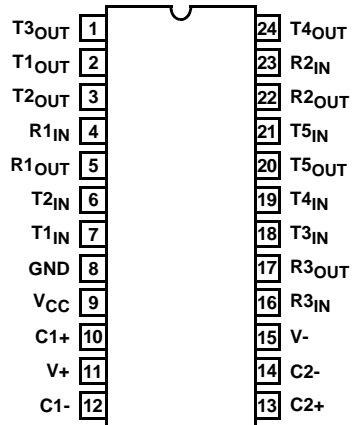 T3OUT 1 24 T4OUT
T1OUT 2 23 R2IN
T2OUT 3 22 R2OUT
R1IN 4 21 T5IN
R1OUT 5 20 T5OUT
T2IN 6 19 T4IN
T1IN 7 18 T3IN
GND 8 17 R3OUT
VCC 9 16 R3IN
C1+ 10 15 V-
V+ 11 14 C2-
C1- 12 13 C2+